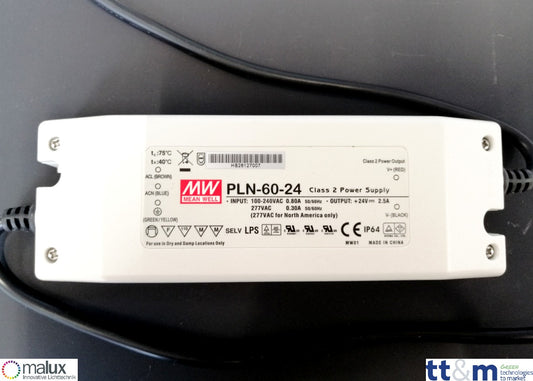 tc:75°C
ta:40°C
HB28127007
Class 2 Power Output
V+(RED)
ACL (BROWN)
ACN (BLUE)
(GREEN/YELLOW)
MW
MEAN WELL
PLN-60-24 Class 2 Power Supply
• INPUT: 100-240VAC 0.80A 50/60Hz • OUTPUT: +24V 2.5A
277VAC 0.30A 50/60Hz
(277VAC for North America only)
V-(BLACK)
SELV LPS
IP64
For use in Dry and Damp Locations Only
MW01 MADE IN CHINA
malux
Innovative Lichttechnik
tt&m
technologies
to market